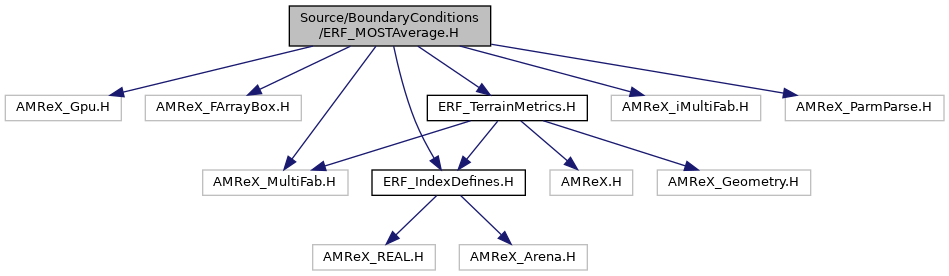 Source/BoundaryConditions
/ERF_MOSTAverage.H
AMReX_Gpu.H
AMReX_FArrayBox.H
ERF_TerrainMetrics.H
AMReX_iMultiFab.H
AMReX_ParmParse.H
AMReX_MultiFab.H
ERF_IndexDefines.H
AMReX.H
AMReX_Geometry.H
AMReX_REAL.H
AMReX_Arena.H